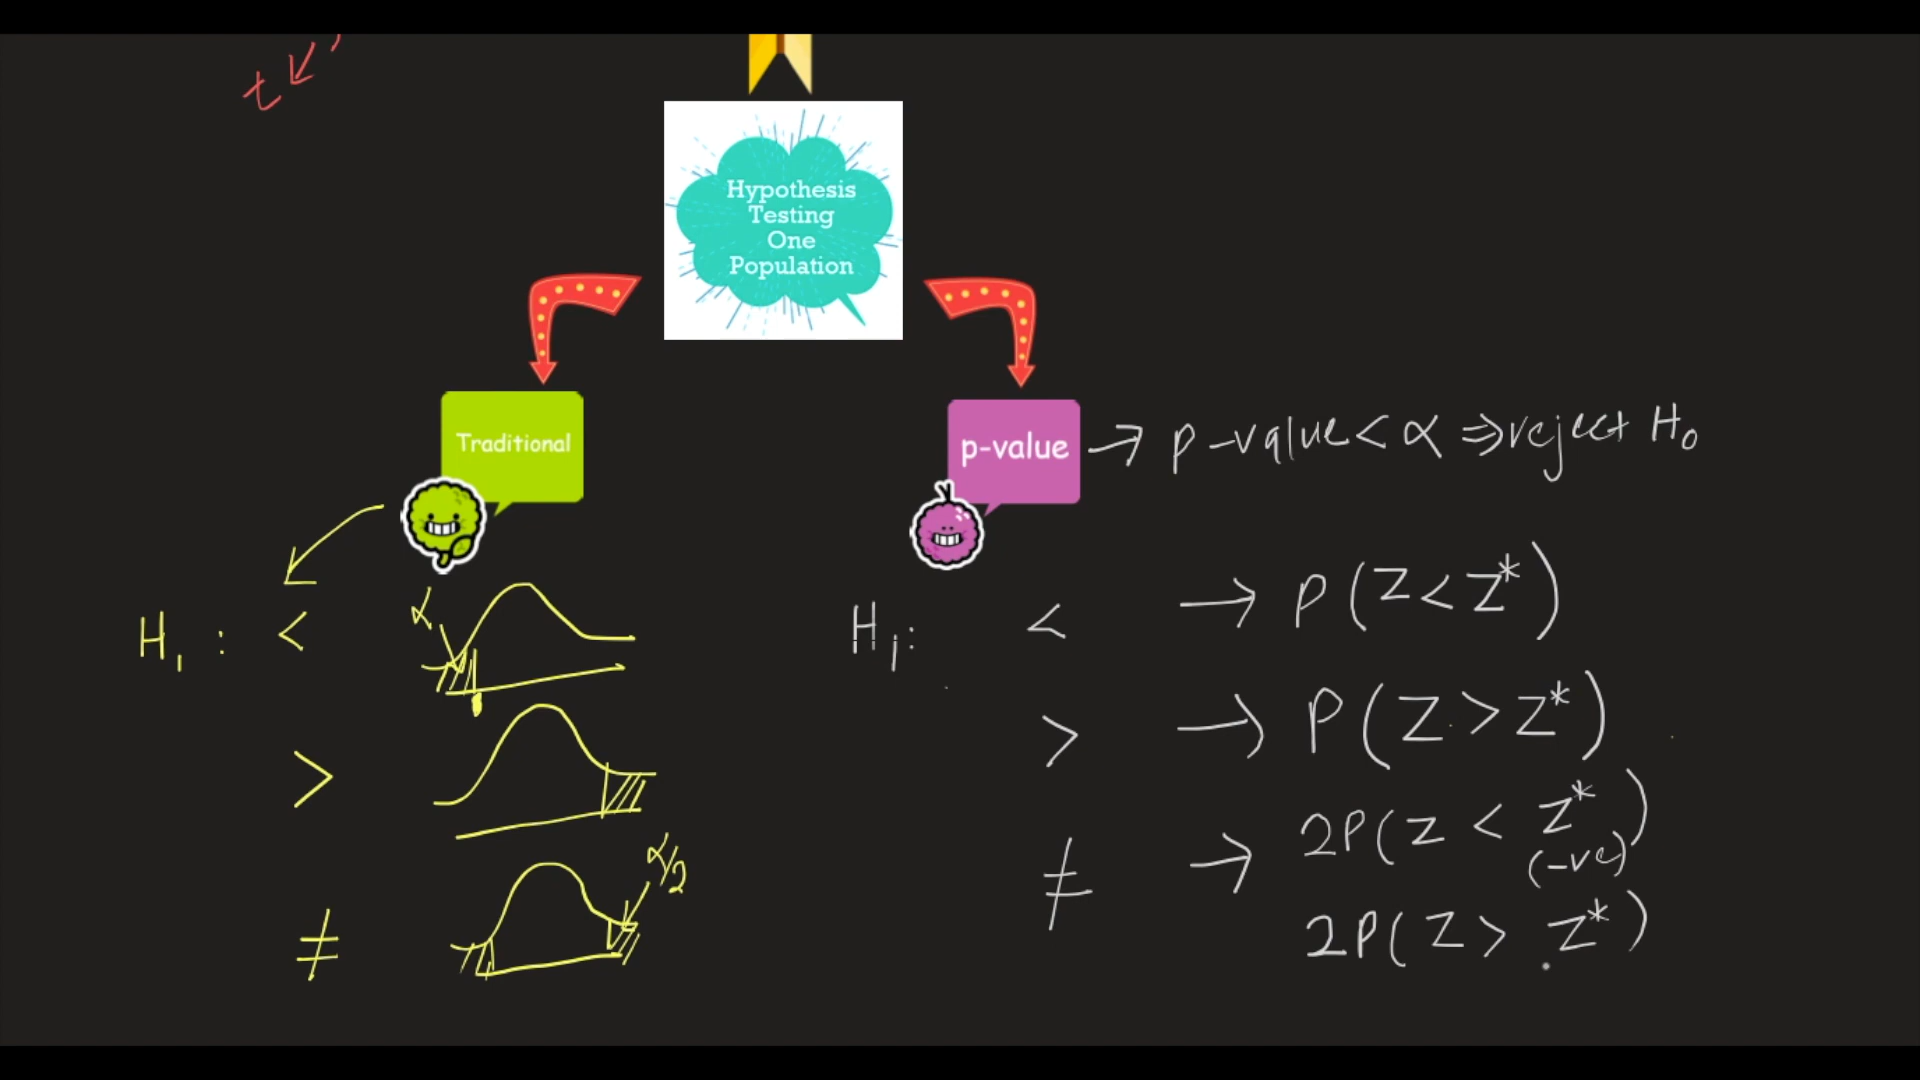 t
Hypothesis
Testing
One
Population
Traditional
p-value → p-value < α ⇒ reject H₀
H₁ : <
α
>
≠
α/2
H₁: < → P(Z < Z*)
> → P(Z > Z*)
≠ → 2P(Z < Z*)
(-ve)
2P(Z > Z*)